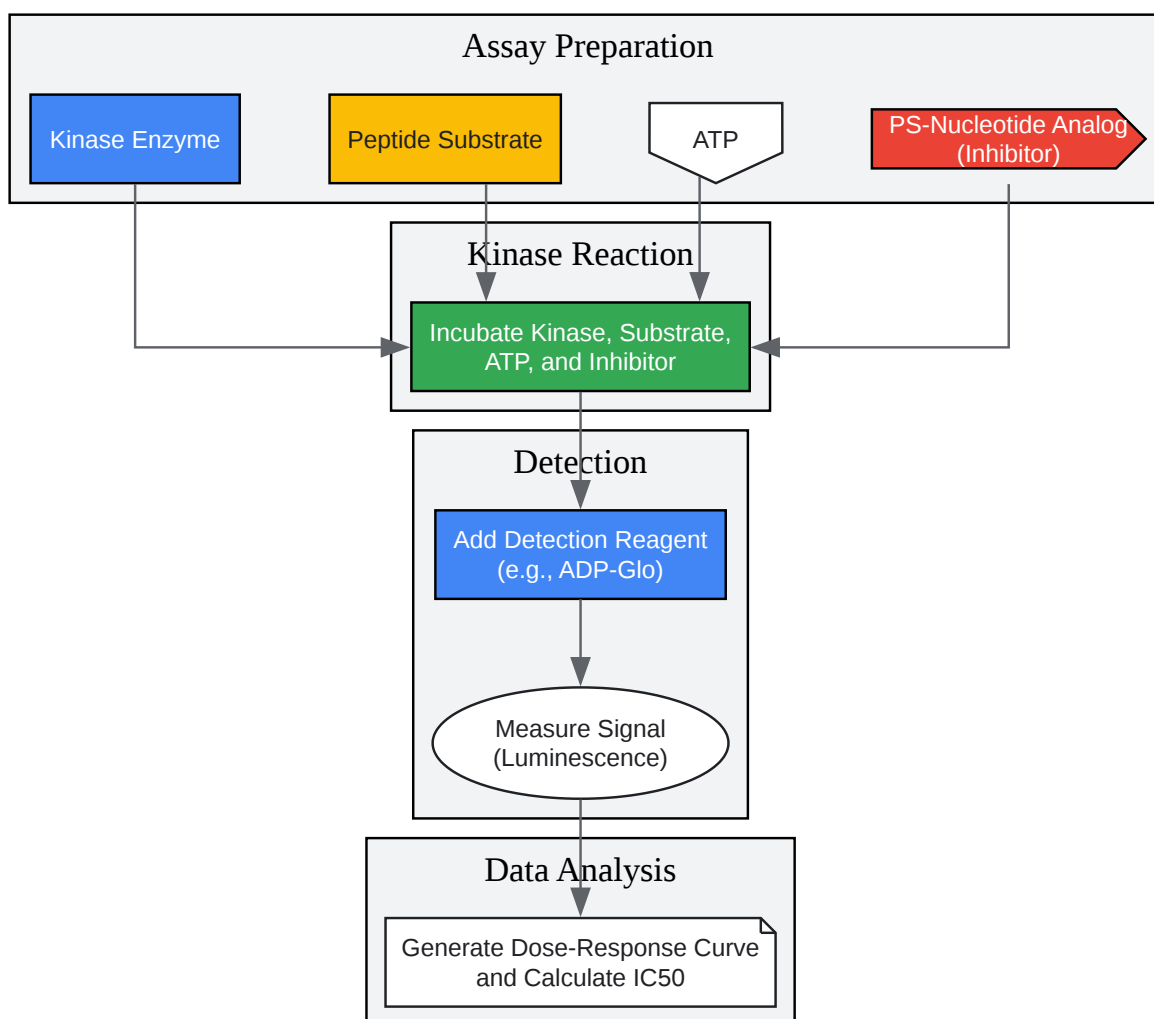 Assay Preparation
Kinase Enzyme
Peptide Substrate
ATP
PS-Nucleotide Analog
(Inhibitor)
Kinase Reaction
Incubate Kinase, Substrate,
ATP, and Inhibitor
Detection
Add Detection Reagent
(e.g., ADP-Glo)
Measure Signal
(Luminescence)
Data Analysis
Generate Dose-Response Curve
and Calculate IC50